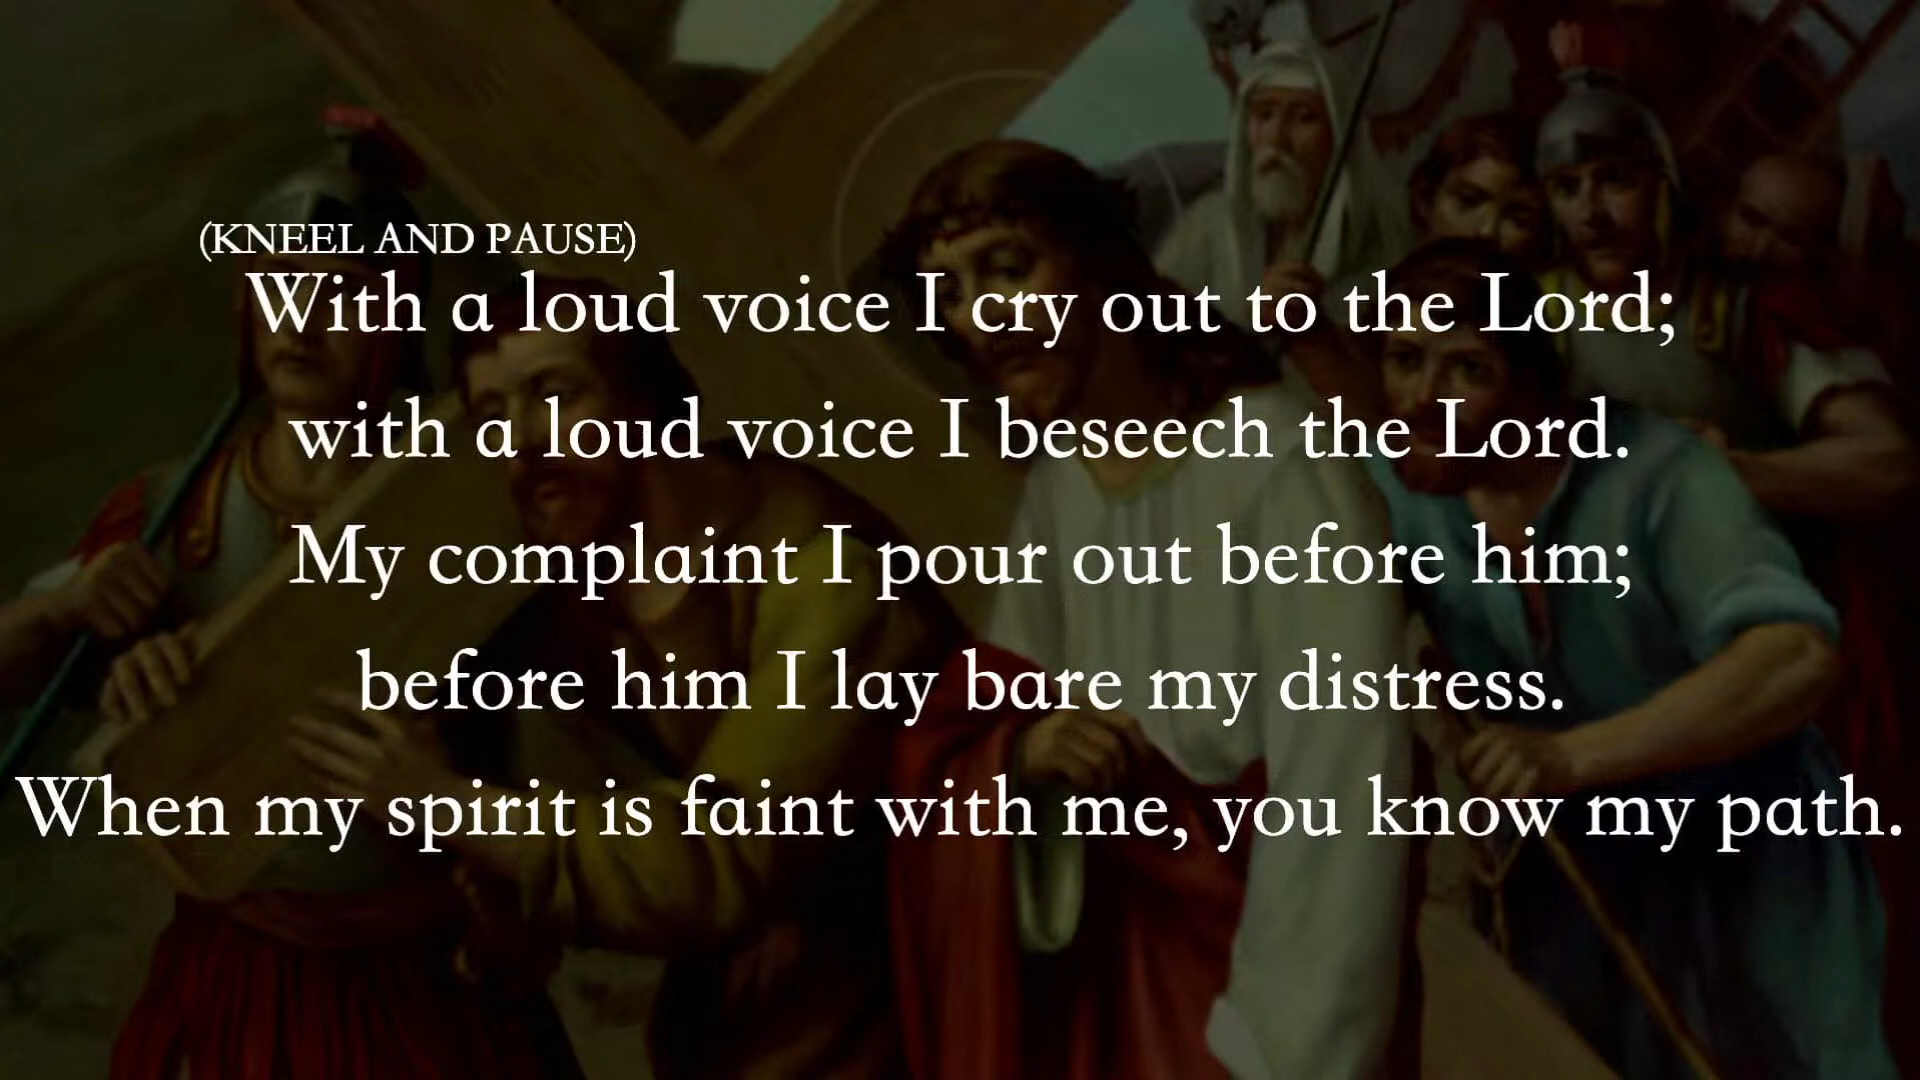 (KNEEL AND PAUSE)
With a loud voice I cry out to the Lord;
with a loud voice I beseech the Lord.
My complaint I pour out before him;
before him I lay bare my distress.
When my spirit is faint with me, you know my path.